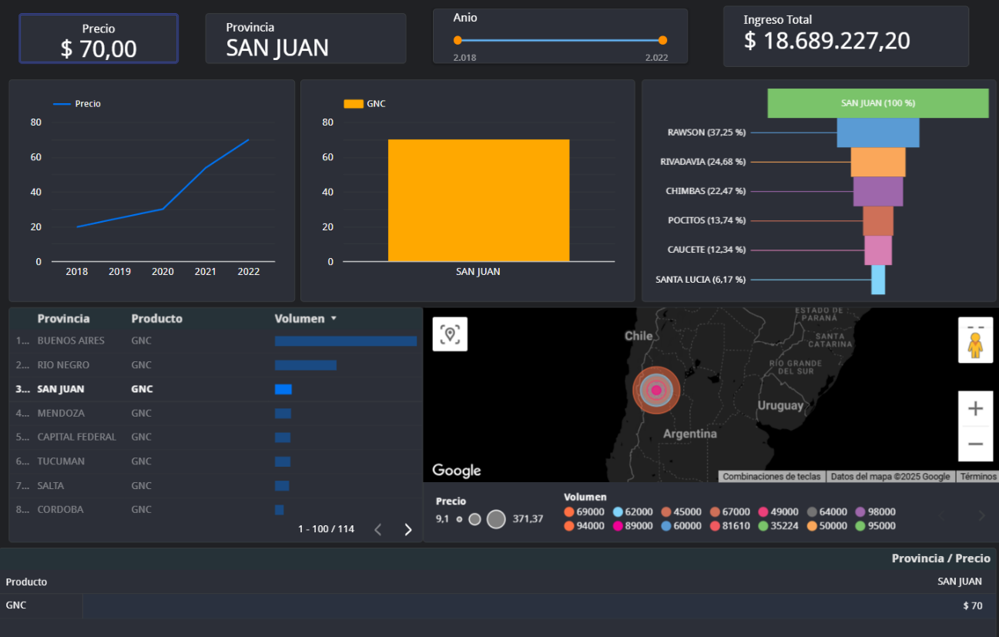 Precio
$ 70,00
Provincia
SAN JUAN
Anio
2.018 2.022
Ingreso Total
$ 18.689.227,20
Precio
80
60
40
20
0
2018 2019 2020 2021 2022
GNC
80
60
40
20
0
SAN JUAN
SAN JUAN (100 %)
RAWSON (37,25 %)
RIVADAVIA (24,68 %)
CHIMBAS (22,47 %)
POCITOS (13,74 %)
CAUCETE (12,34 %)
SANTA LUCIA (6,17 %)
Provincia Producto Volumen
1... BUENOS AIRES GNC
2... RIO NEGRO GNC
3... SAN JUAN GNC
4... MENDOZA GNC
5... CAPITAL FEDERAL GNC
6... TUCUMAN GNC
7... SALTA GNC
8... CORDOBA GNC
1 - 100 / 114
ESTADO DE
PARANÁ
Chile
SANTA
CATARINA
RIO GRANDE
DEL SUR
Uruguay
Argentina
Google
Combinaciones de teclas
Datos del mapa ©2025 Google
Términos
Precio
9,1 371,37
Volumen
69000 62000 45000 67000 49000 64000 98000
94000 89000 60000 81610 35224 50000 95000
Provincia / Precio
Producto SAN JUAN
GNC $ 70